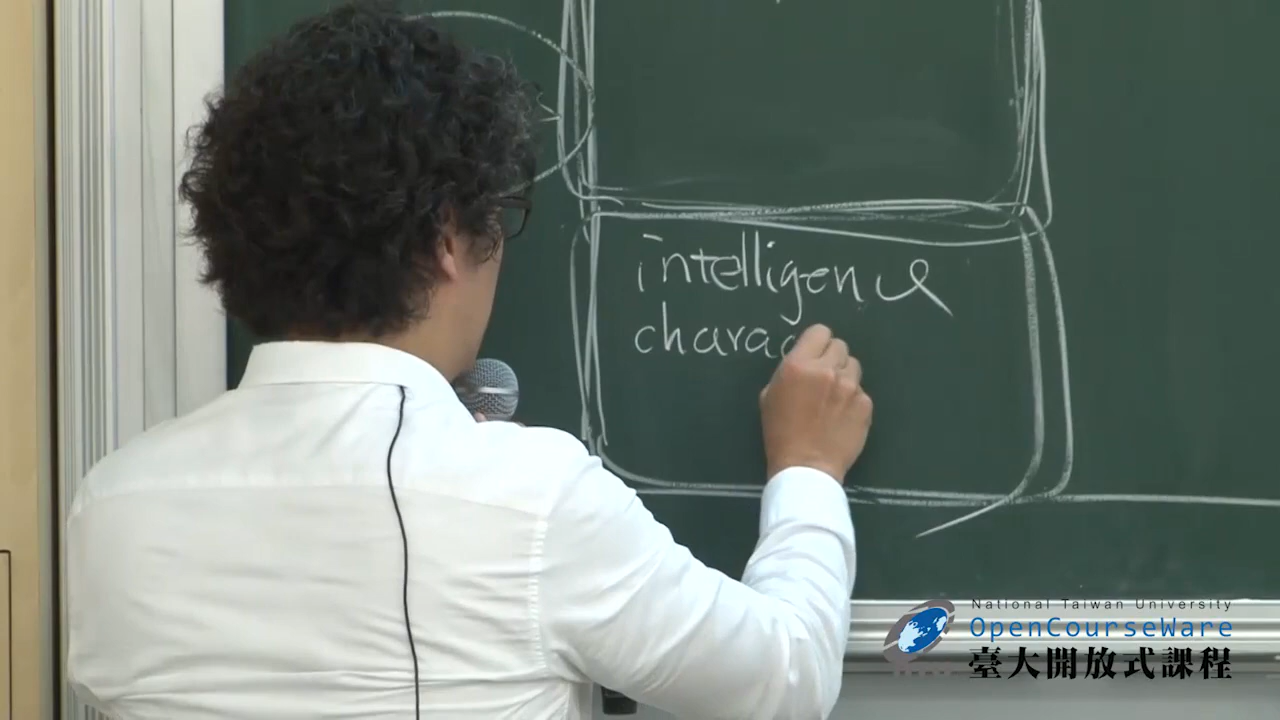 intelligence
charac
National Taiwan University
OpenCourseWare
臺大開放式課程